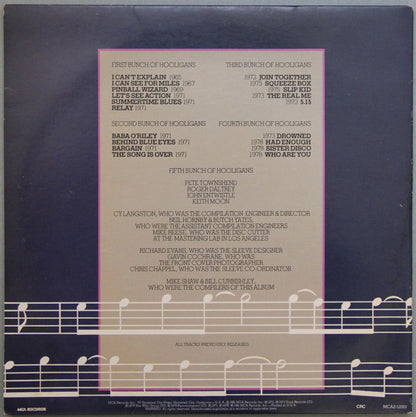 FIRST BUNCH OF HOOLIGANS
I CAN'T EXPLAIN 1965
I CAN SEE FOR MILES 1967
PINBALL WIZARD 1969
LET'S SEE ACTION 1971
SUMMERTIME BLUES 1971
RELAY 1971
SECOND BUNCH OF HOOLIGANS
BABA O'RILEY 1971
BEHIND BLUE EYES 1971
BARGAIN 1971
THE SONG IS OVER 1971
THIRD BUNCH OF HOOLIGANS
1973 JOIN TOGETHER
1975 SQUEEZE BOX
1975 SLIP KID
1973 THE REAL ME
1973 5.15
FOURTH BUNCH OF HOOLIGANS
1973 DROWNED
1978 HAD ENOUGH
1978 SISTER DISCO
1978 WHO ARE YOU
FIFTH BUNCH OF HOOLIGANS
PETE TOWNSHEND
ROGER DALTREY
JOHN ENTWISTLE
KEITH MOON
CY LANGSTON, WHO WAS THE COMPILATION ENGINEER & DIRECTOR
NEIL HORNBY & BUTCH YATES,
WHO WERE THE ASSISTANT COMPILATION ENGINEERS
MIKE REESE, WHO WAS THE DISC CUTTER
AT THE MASTERING LAB IN LOS ANGELES
RICHARD EVANS, WHO WAS THE SLEEVE DESIGNER
GAVIN COCHRANE, WHO WAS
THE FRONT COVER PHOTOGRAPHER
CHRIS CHAPPEL, WHO WAS THE SLEEVE CO-ORDINATOR
MIKE SHAW & BILL CURBISHLEY,
WHO WERE THE COMPILERS OF THIS ALBUM
ALL TRACKS PREVIOUSLY RELEASED
MCA RECORDS
CRC